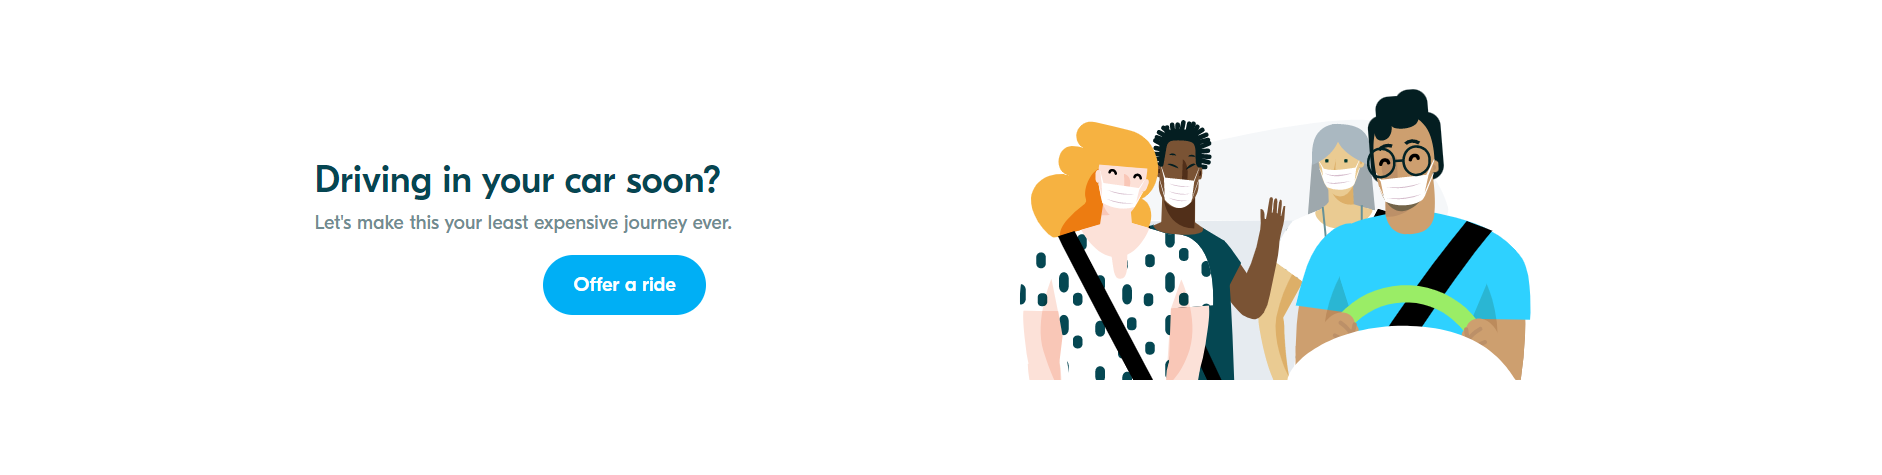 Driving in your car soon?
Let's make this your least expensive journey ever.
Offer a ride